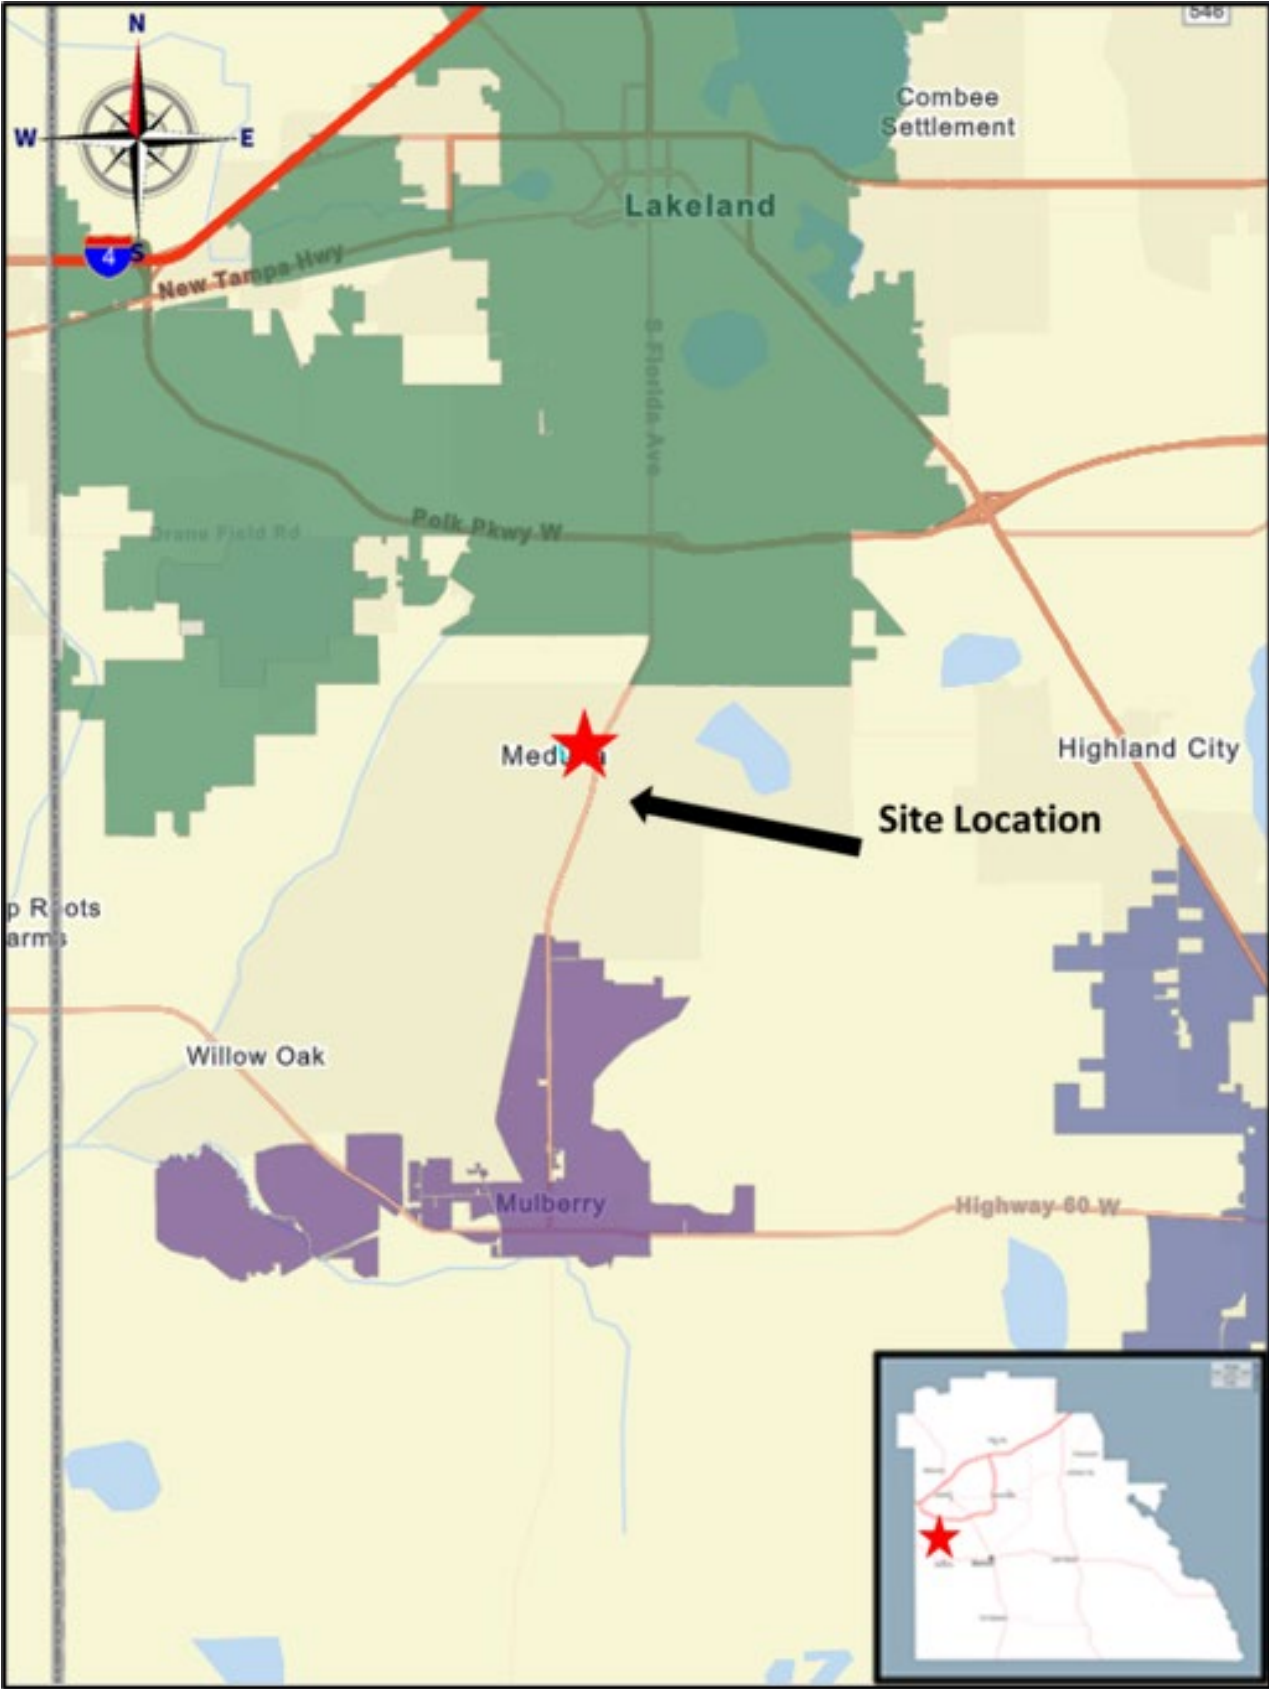 N
546
Combee
Settlement
W
E
Lakeland
4
S
New Tampa Hwy
S Florida Ave
Polk Pkwy W
Drane Field Rd
Highland City
Site Location
Willow Oak
Mulberry
Highway 60 W